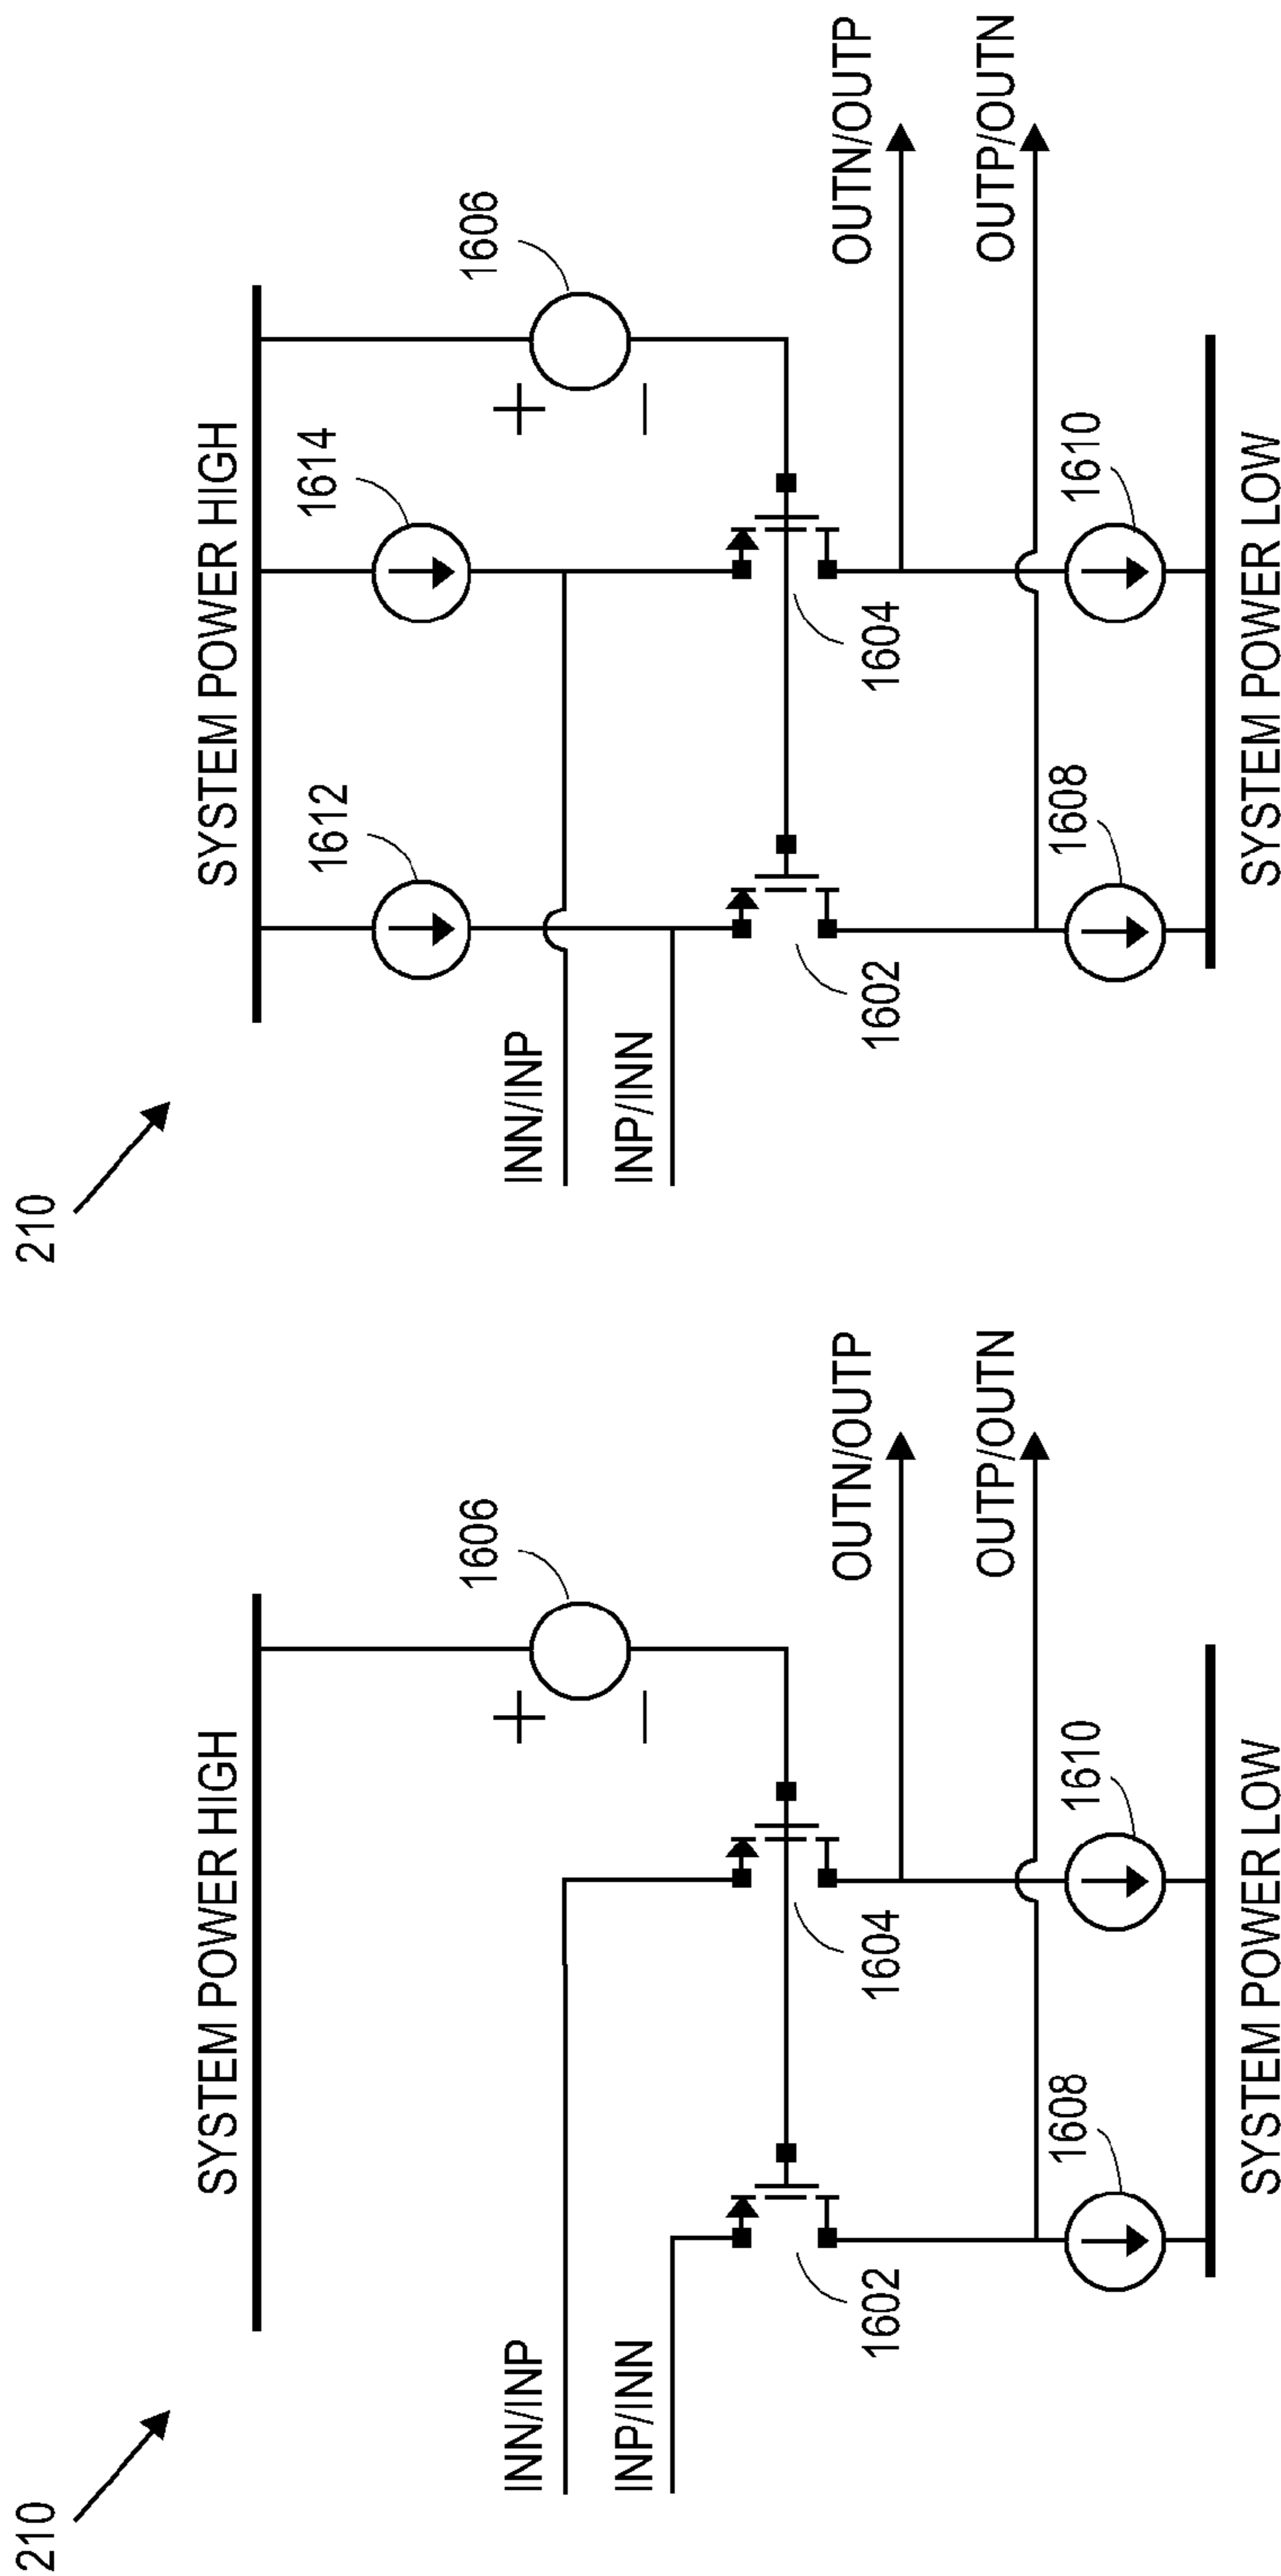 210
SYSTEM POWER HIGH
1606
INN/INP
INP/INN
1602
1604
OUTN/OUTP
OUTP/OUTN
1608
1610
SYSTEM POWER LOW
210
SYSTEM POWER HIGH
1612
1614
1606
INN/INP
INP/INN
1602
1604
OUTN/OUTP
OUTP/OUTN
1608
1610
SYSTEM POWER LOW